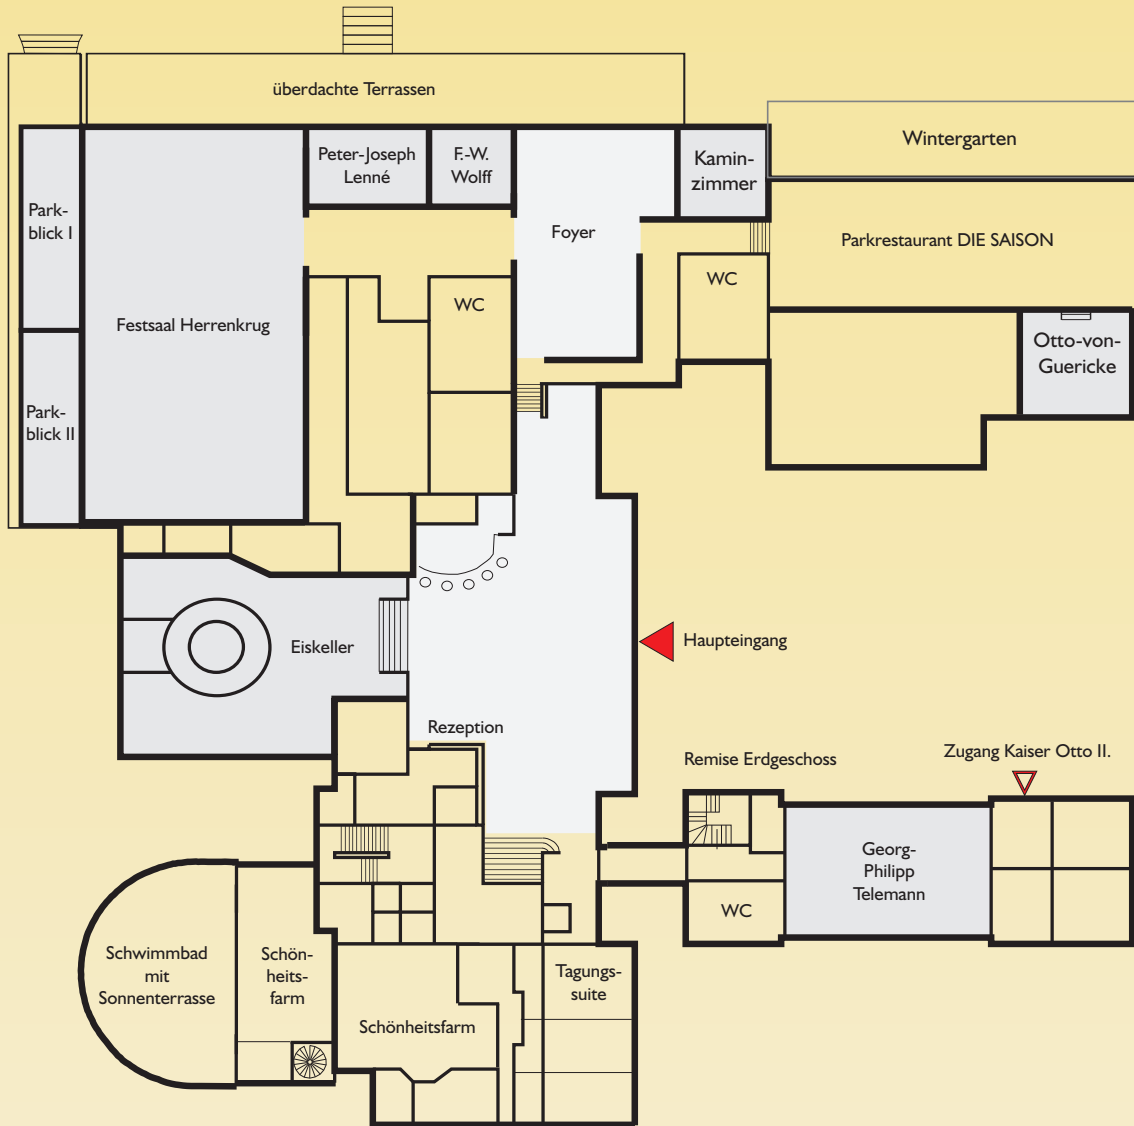 überdachte Terrassen
Wintergarten
Peter-Joseph
Lenné
F.-W.
Wolff
Kamin-
zimmer
Park-
blick I
Foyer
Parkrestaurant DIE SAISON
WC
WC
Festsaal Herrenkrug
Otto-von-
Guericke
Park-
blick II
Eiskeller
Haupteingang
Rezeption
Remise Erdgeschoss
Zugang Kaiser Otto II.
Georg-
Philipp
Telemann
WC
Schwimmbad
mit
Sonnenterrasse
Schön-
heits-
farm
Tagungs-
suite
Schönheitsfarm